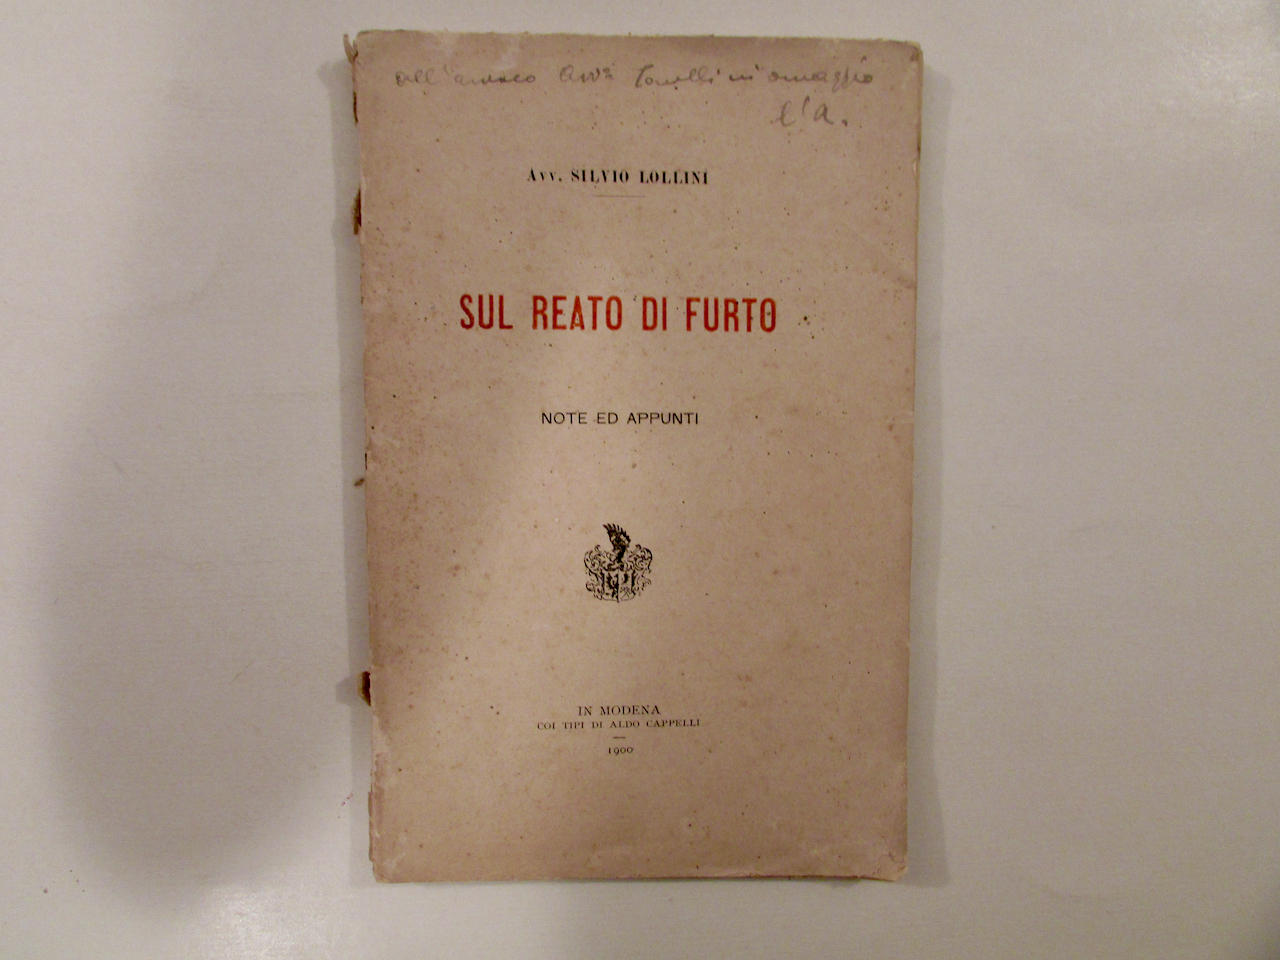 all'amico Avv. in omaggio
l'A.
Avv. SILVIO LOLLINI
SUL REATO DI FURTO
NOTE ED APPUNTI
IN MODENA
COI TIPI DI ALDO CAPPELLI
1900